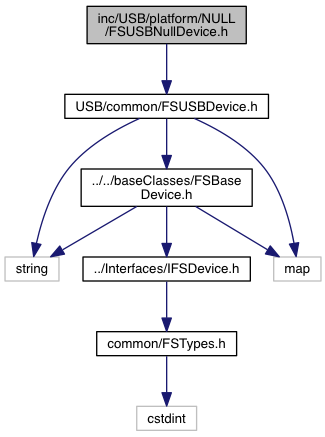 inc/USB/platform/NULL
/FSUSBNullDevice.h
USB/common/FSUSBDevice.h
../../baseClasses/FSBase
Device.h
string
../Interfaces/IFSDevice.h
map
common/FSTypes.h
cstdint